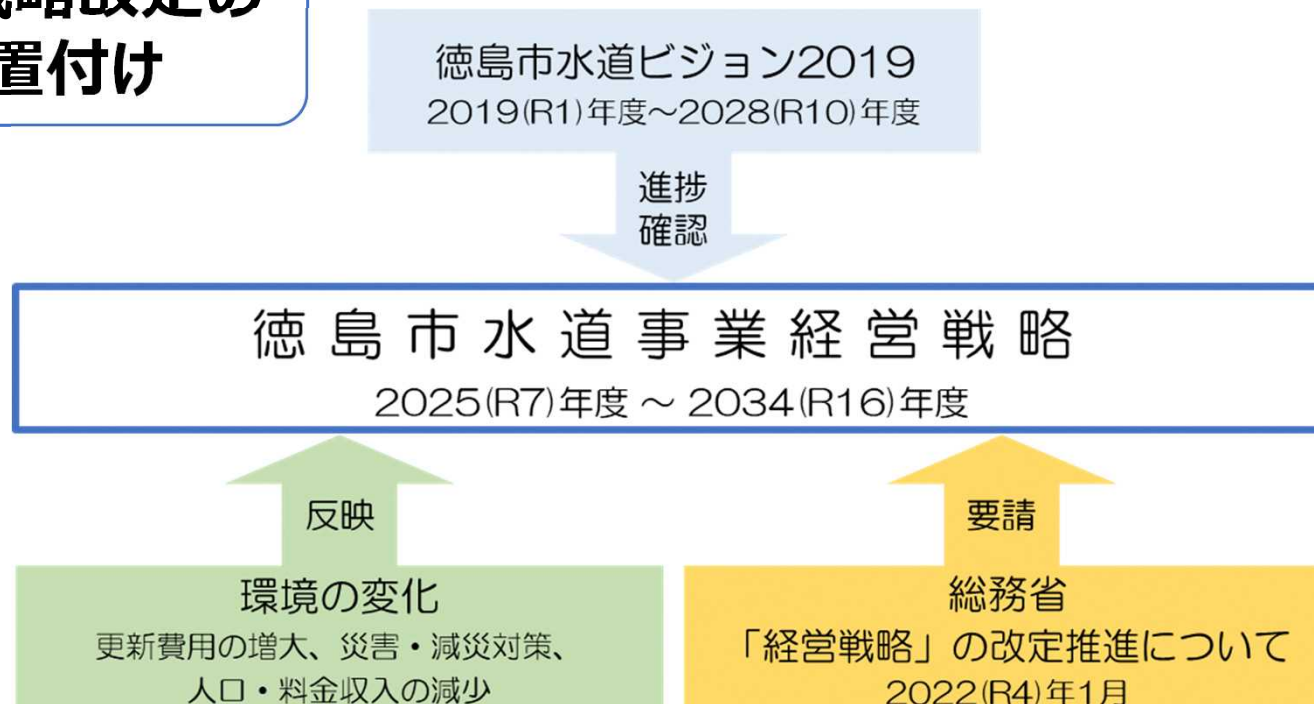 戦略改定の
置付け
徳島市水道ビジョン2019
2019(R1)年度～2028(R10)年度
進捗
確認
徳島市水道事業経営戦略
2025(R7)年度 ～ 2034(R16)年度
反映
要請
環境の変化
更新費用の増大、災害・減災対策、
人口・料金収入の減少
総務省
「経営戦略」の改定推進について
2022(R4)年1月